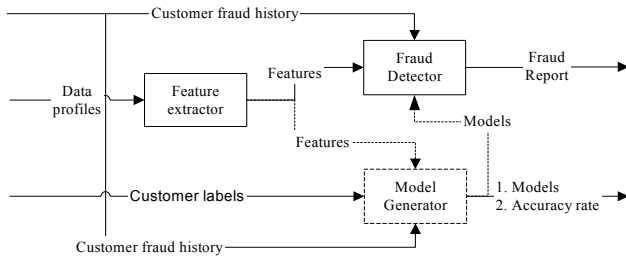 Customer fraud history
Fraud
Detector
Fraud
Report
Features
Data
profiles
Feature
extractor
Models
Features
Customer labels
Model
Generator
1. Models
2. Accuracy rate
Customer fraud history